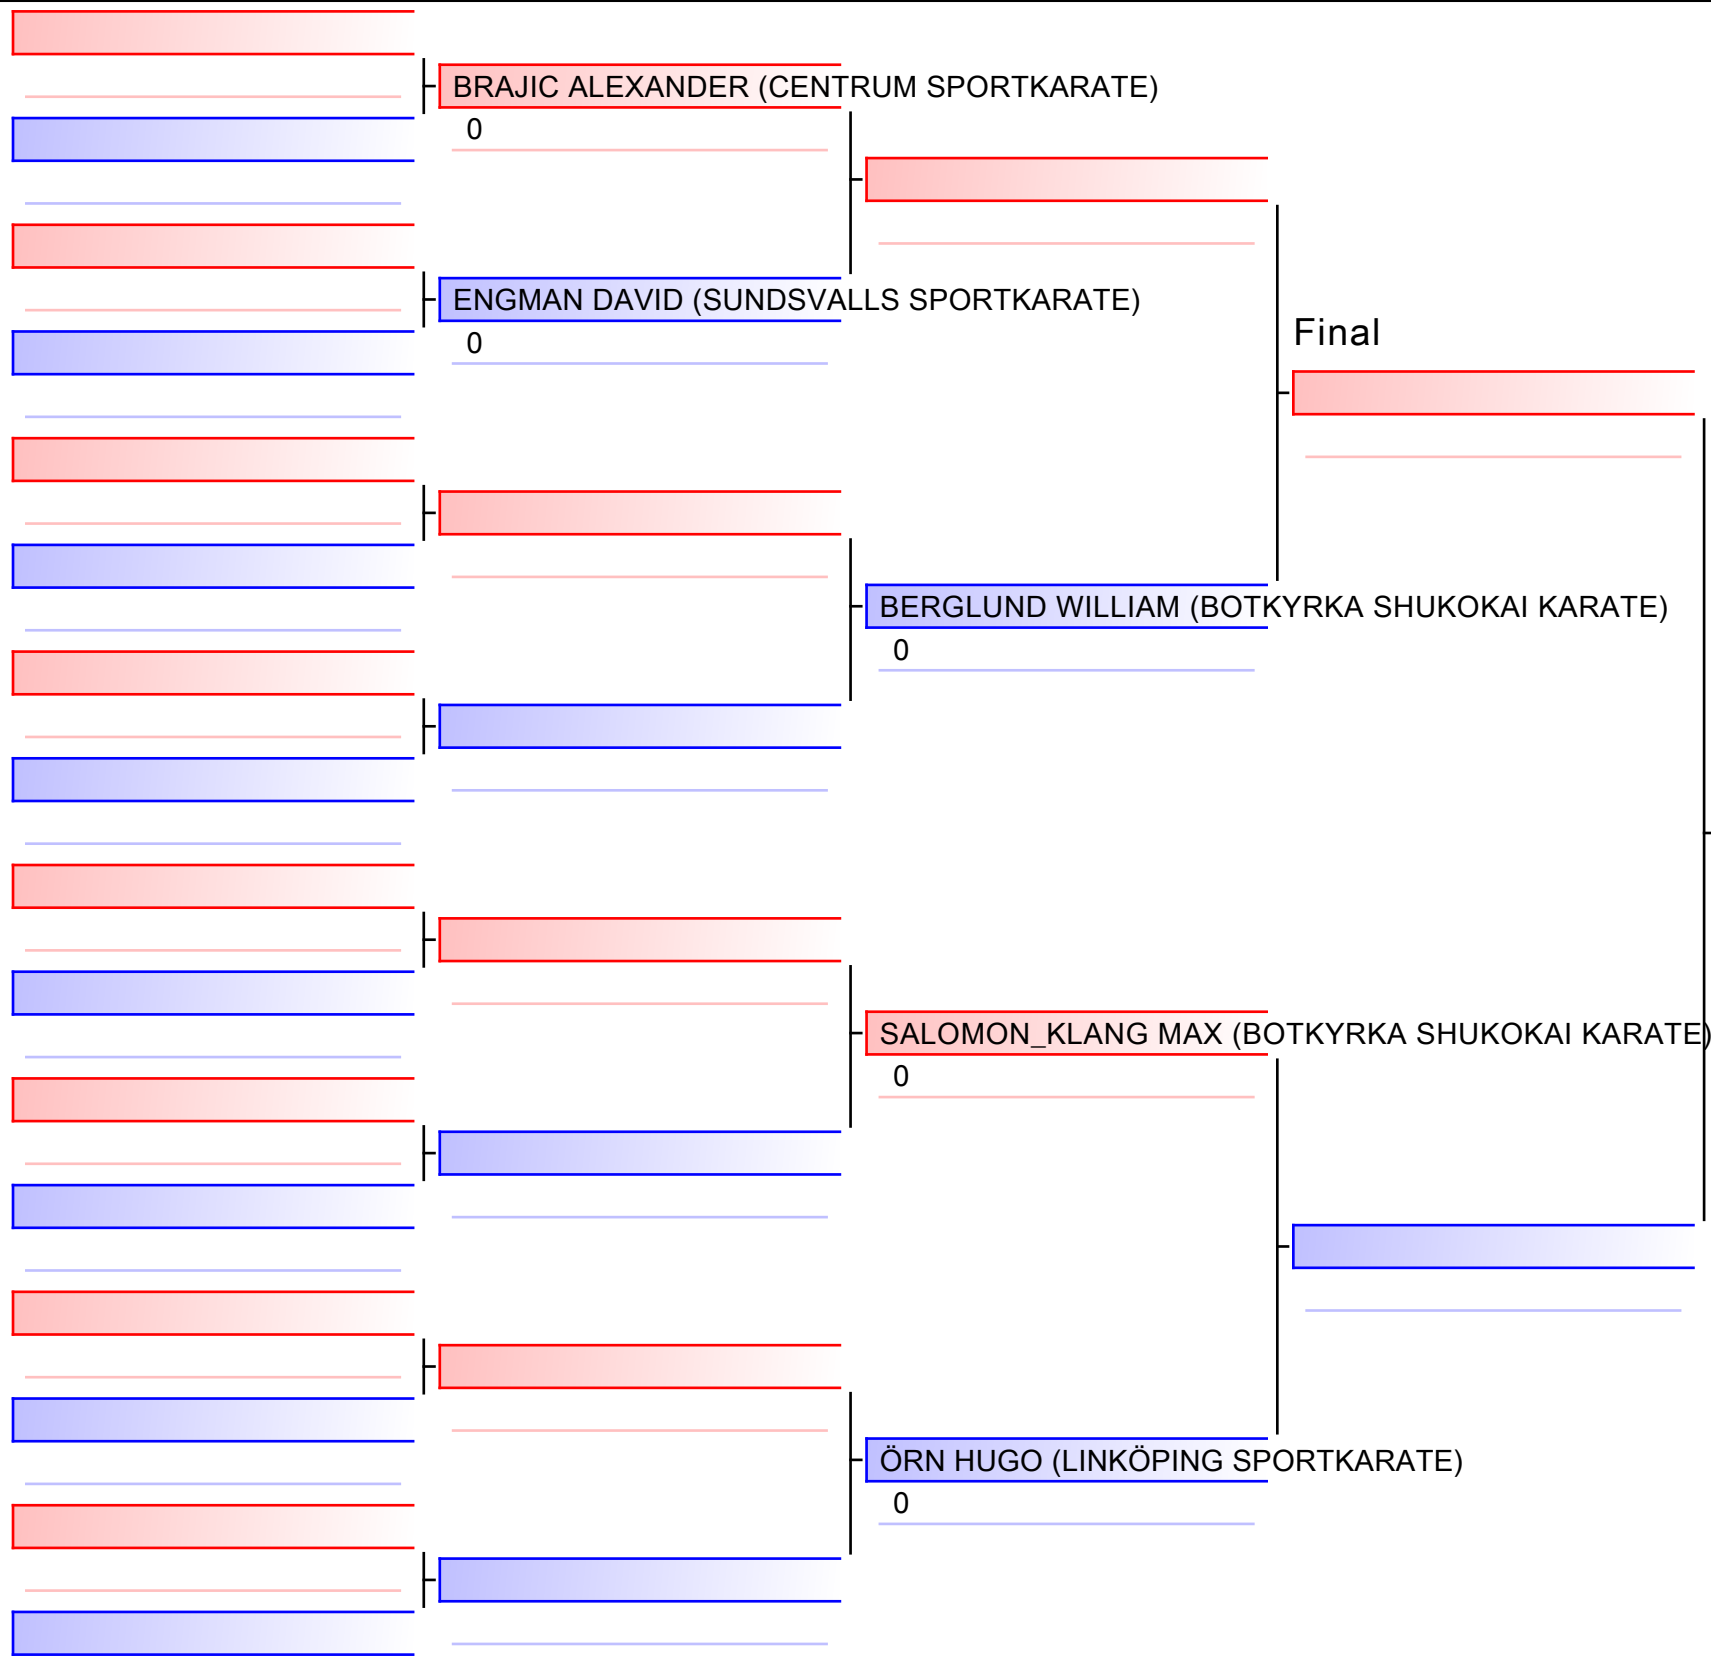 BRAJIC ALEXANDER (CENTRUM SPORTKARATE)
0
ENGMAN DAVID (SUNDSVALLS SPORTKARATE)
0
Final
BERGLUND WILLIAM (BOTKYRKA SHUKOKAI KARATE)
0
SALOMON_KLANG MAX (BOTKYRKA SHUKOKAI KARATE)
0
ÖRN HUGO (LINKÖPING SPORTKARATE)
0